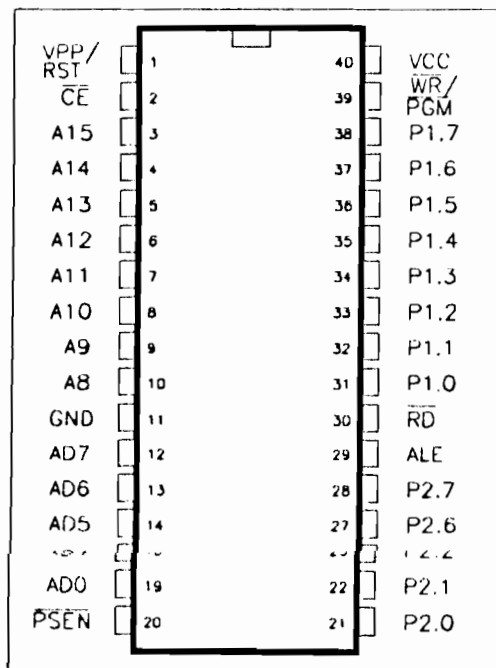 VPP/ RST 1 40 VCC
CE 2 39 WR/ PGM
A15 3 38 P1.7
A14 4 37 P1.6
A13 5 36 P1.5
A12 6 35 P1.4
A11 7 34 P1.3
A10 8 33 P1.2
A9 9 32 P1.1
A8 10 31 P1.0
GND 11 30 RD
AD7 12 29 ALE
AD6 13 28 P2.7
AD5 14 27 P2.6
AD0 19 22 P2.1
PSEN 20 21 P2.0